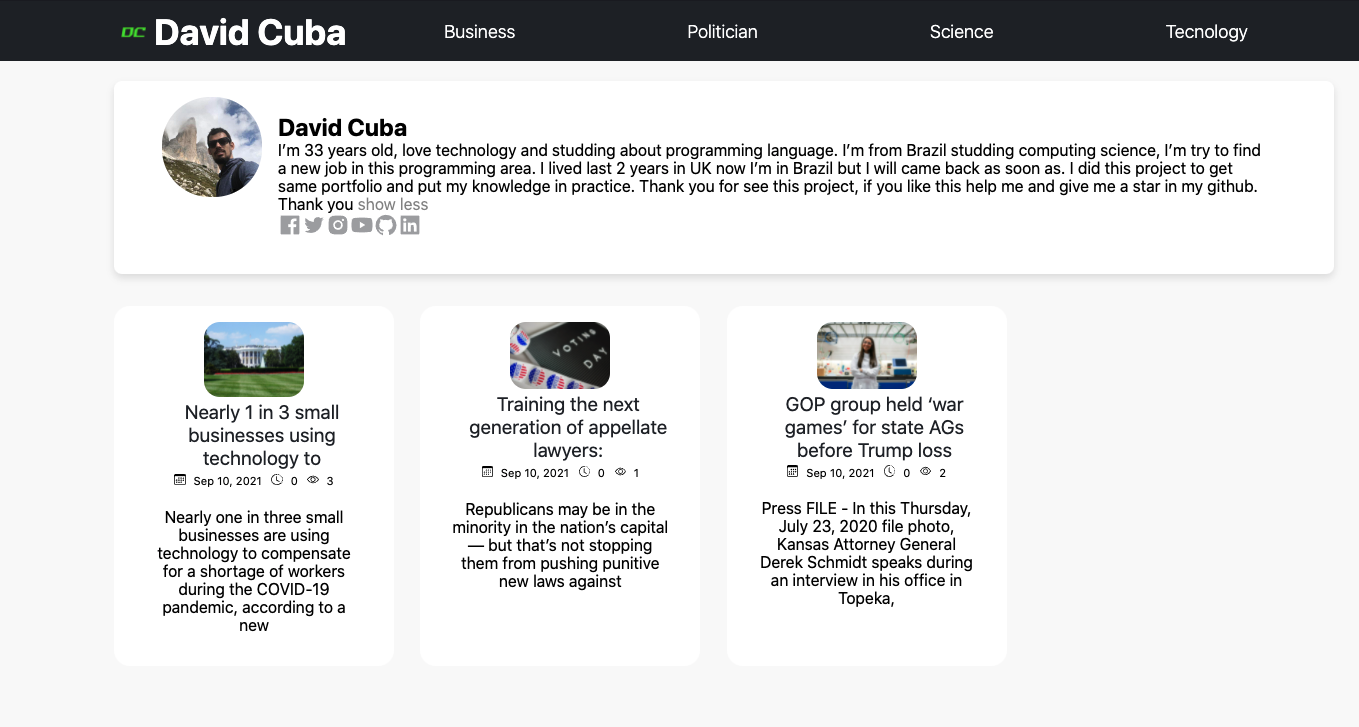 DC David Cuba Business Politician Science Tecnology
David Cuba
I’m 33 years old, love technology and studding about programming language. I’m from Brazil studding computing science, I’m try to find
a new job in this programming area. I lived last 2 years in UK now I’m in Brazil but I will came back as soon as. I did this project to get
same portfolio and put my knowledge in practice. Thank you for see this project, if you like this help me and give me a star in my github.
Thank you show less
Nearly 1 in 3 small
businesses using
technology to
Sep 10, 2021 0 3
Nearly one in three small
businesses are using
technology to compensate
for a shortage of workers
during the COVID-19
pandemic, according to a
new
VOTING
DAY
Training the next
generation of appellate
lawyers:
Sep 10, 2021 0 1
Republicans may be in the
minority in the nation’s capital
— but that’s not stopping
them from pushing punitive
new laws against
GOP group held ‘war
games’ for state AGs
before Trump loss
Sep 10, 2021 0 2
Press FILE - In this Thursday,
July 23, 2020 file photo,
Kansas Attorney General
Derek Schmidt speaks during
an interview in his office in
Topeka,